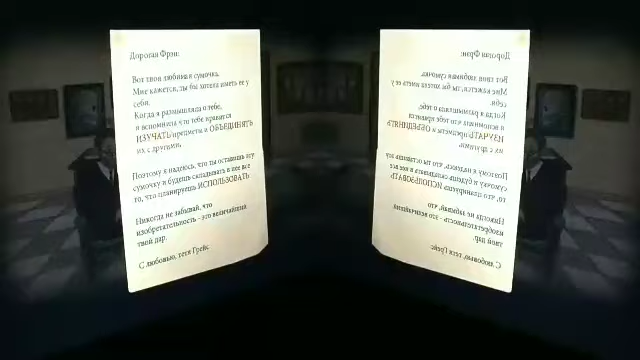 Дорогая Фрэн:
Вот твоя любимая сумочка.
Мне кажется, ты бы хотела иметь ее у
себя.
Когда я размышляла о тебе,
я вспомнила что тебе нравится
ИЗУЧАТЬ предметы и ОБЪЕДИНЯТЬ
их с другими.
Поэтому я надеюсь, что ты оставишь эту
сумочку и будешь складывать в нее все
то, что планируешь ИСПОЛЬЗОВАТЬ
Никогда не забывай, что
изобретательность - это величайший
твой дар.
С любовью, тетя Грейс